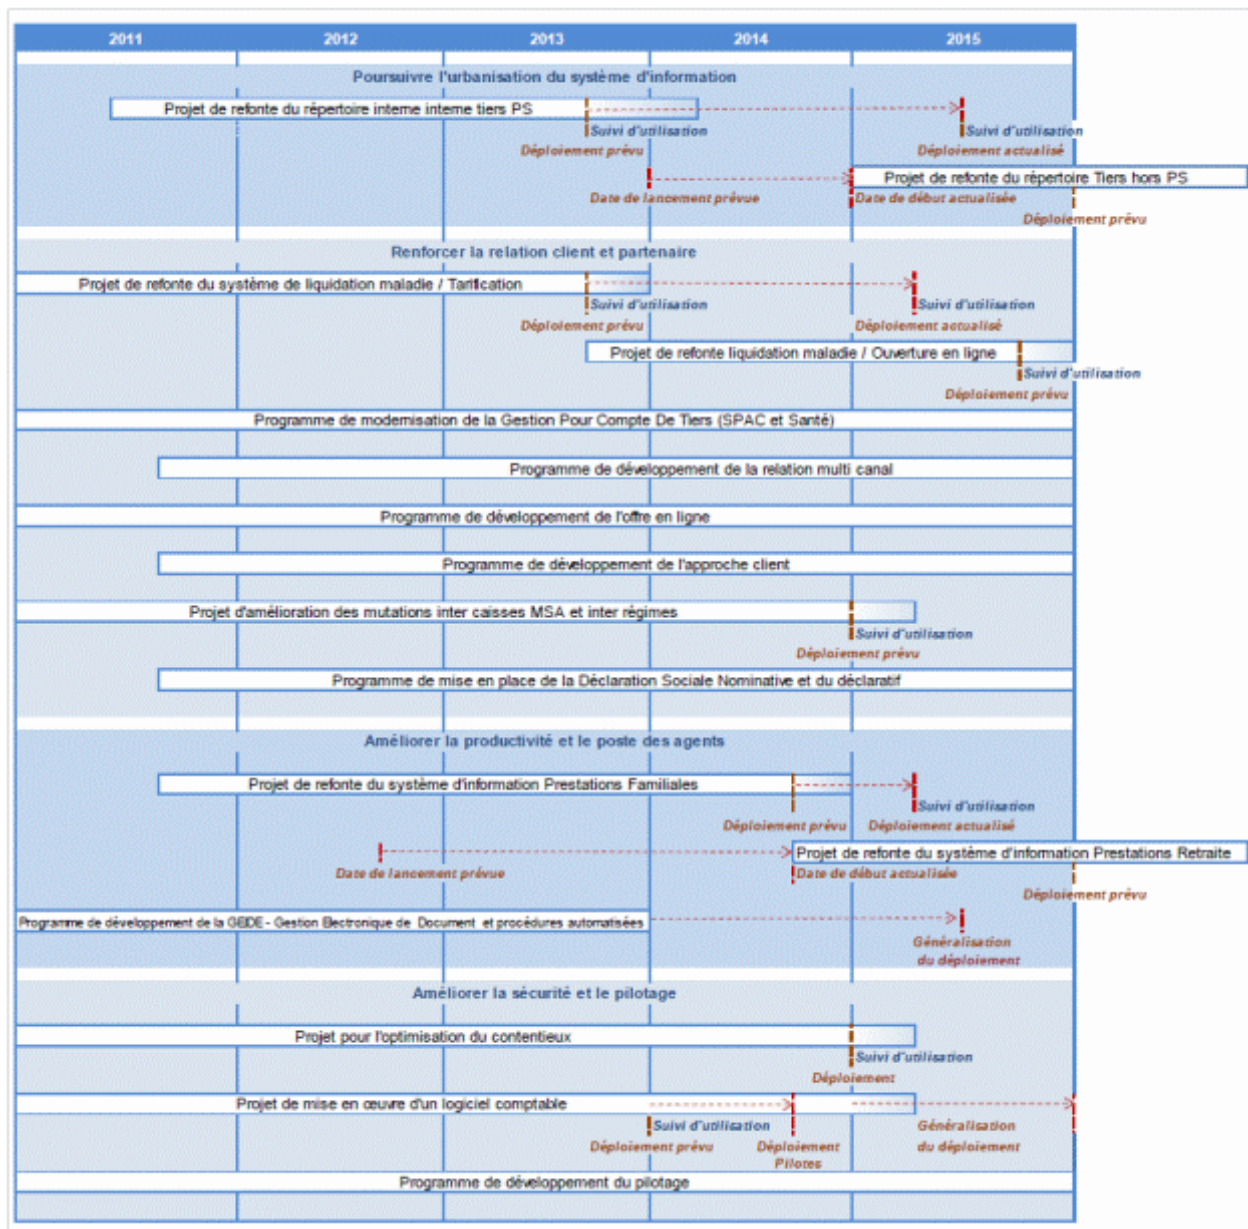 2011 2012 2013 2014 2015
Poursuivre l'urbanisation du système d'information
Projet de refonte du répertoire interne interne tiers PS
Suivi d'utilisation Suivi d'utilisation
Déploiement prévu Déploiement actualisé
Projet de refonte du répertoire Tiers hors PS
Date de lancement prévue Date de début actualisée
Déploiement prévu
Renforcer la relation client et partenaire
Projet de refonte du système de liquidation maladie / Tarification
Suivi d'utilisation Suivi d'utilisation
Déploiement prévu Déploiement actualisé
Projet de refonte liquidation maladie / Ouverture en ligne
Suivi d'utilisation
Déploiement prévu
Programme de modernisation de la Gestion Pour Compte De Tiers (SPAC et Santé)
Programme de développement de la relation multi canal
Programme de développement de l'offre en ligne
Programme de développement de l'approche client
Projet d'amélioration des mutations inter caisses MSA et inter régimes
Suivi d'utilisation
Déploiement prévu
Programme de mise en place de la Déclaration Sociale Nominative et du déclaratif
Améliorer la productivité et le poste des agents
Projet de refonte du système d'information Prestations Familiales
Suivi d'utilisation
Déploiement prévu Déploiement actualisé
Projet de refonte du système d'information Prestations Retraite
Date de lancement prévue Date de début actualisée
Déploiement prévu
Programme de développement de la GEIDE - Gestion Electronique de Document et procédures automatisées
Généralisation
du déploiement
Améliorer la sécurité et le pilotage
Projet pour l'optimisation du contentieux
Suivi d'utilisation
Déploiement
Projet de mise en œuvre d'un logiciel comptable
Suivi d'utilisation Généralisation
Déploiement prévu Déploiement du déploiement
Pilotes
Programme de développement du pilotage